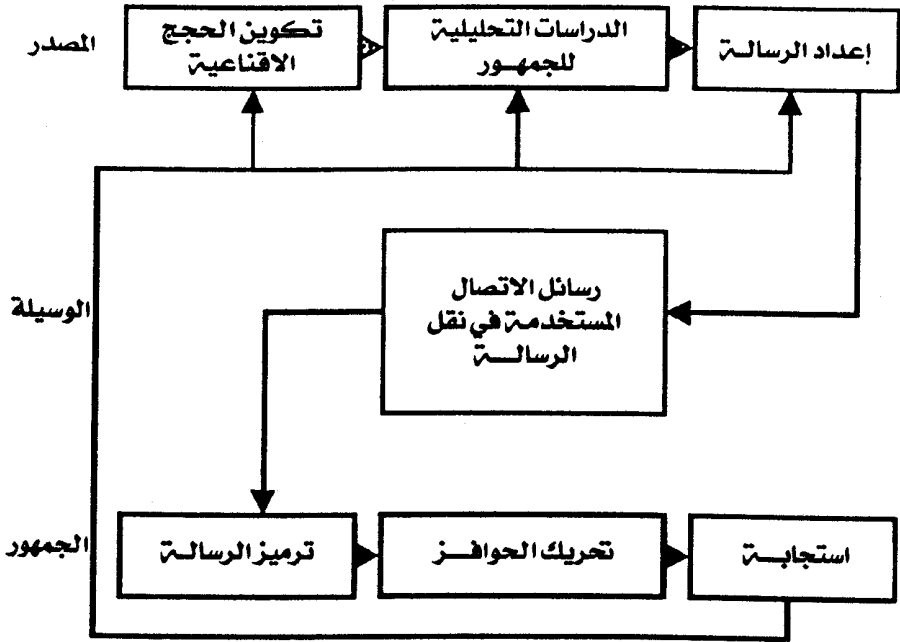 المصدر
تكوين الحجج
الاقناعية
الدراسات التحليلية
للجمهور
إعداد الرسالة
الوسيلة
رسائل الاتصال
المستخدمة في نقل
الرسالة
الجمهور
ترميز الرسالة
تحريك الحوافز
استجابة